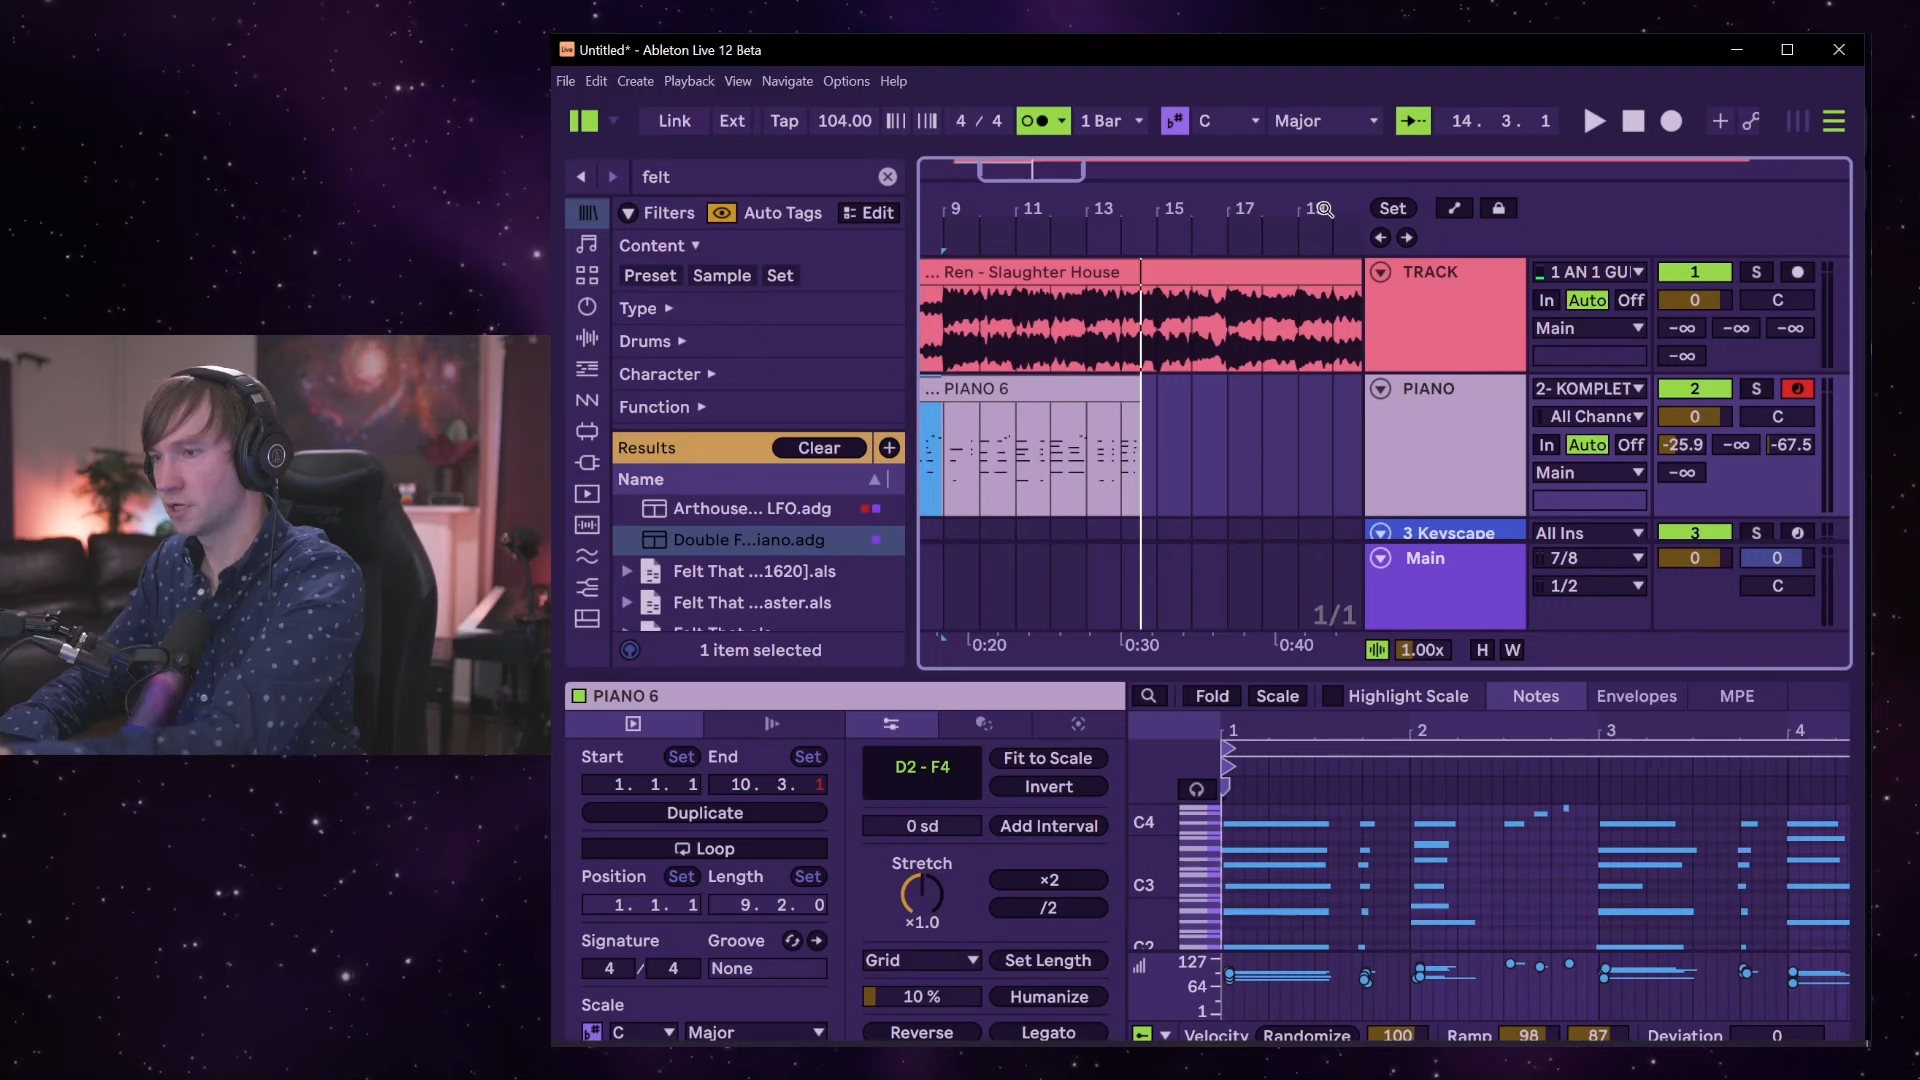 Untitled* - Ableton Live 12 Beta
File Edit Create Playback View Navigate Options Help
Link Ext Tap 104.00 4 / 4 1 Bar C Major 14. 3. 1
felt
Filters Auto Tags Edit
Content
Preset Sample Set
Type
Drums
Character
Function
Results Clear
Name
Arthouse... LFO.adg
Double F...iano.adg
Felt That ...1620].als
Felt That ...aster.als
1 item selected
9 11 13 15 17
Set
... Ren - Slaughter House
... PIANO 6
1/1
0:20 0:30 0:40
TRACK 1 AN 1 GUI 1 S
In Auto Off 0 C
Main -∞ -∞ -∞
-∞
PIANO 2- KOMPLET 2 S
All Channe 0 C
In Auto Off -25.9 -∞ -67.5
Main -∞
3 Keyscape All Ins 3 S
Main 7/8 0 0
1/2 C
1.00x H W
PIANO 6
Start Set End Set
1. 1. 1 10. 3. 1
Duplicate
Loop
Position Set Length Set
1. 1. 1 9. 2. 0
Signature Groove
4 / 4 None
Scale
C Major
D2 - F4 Fit to Scale
Invert
0 sd Add Interval
Stretch
×2
/2
×1.0
Grid Set Length
10 % Humanize
Reverse Legato
Fold Scale Highlight Scale Notes Envelopes MPE
1 2 3 4
C4
C3
C2
127
64
1
Velocity Randomize 100 Ramp 98 87 Deviation 0